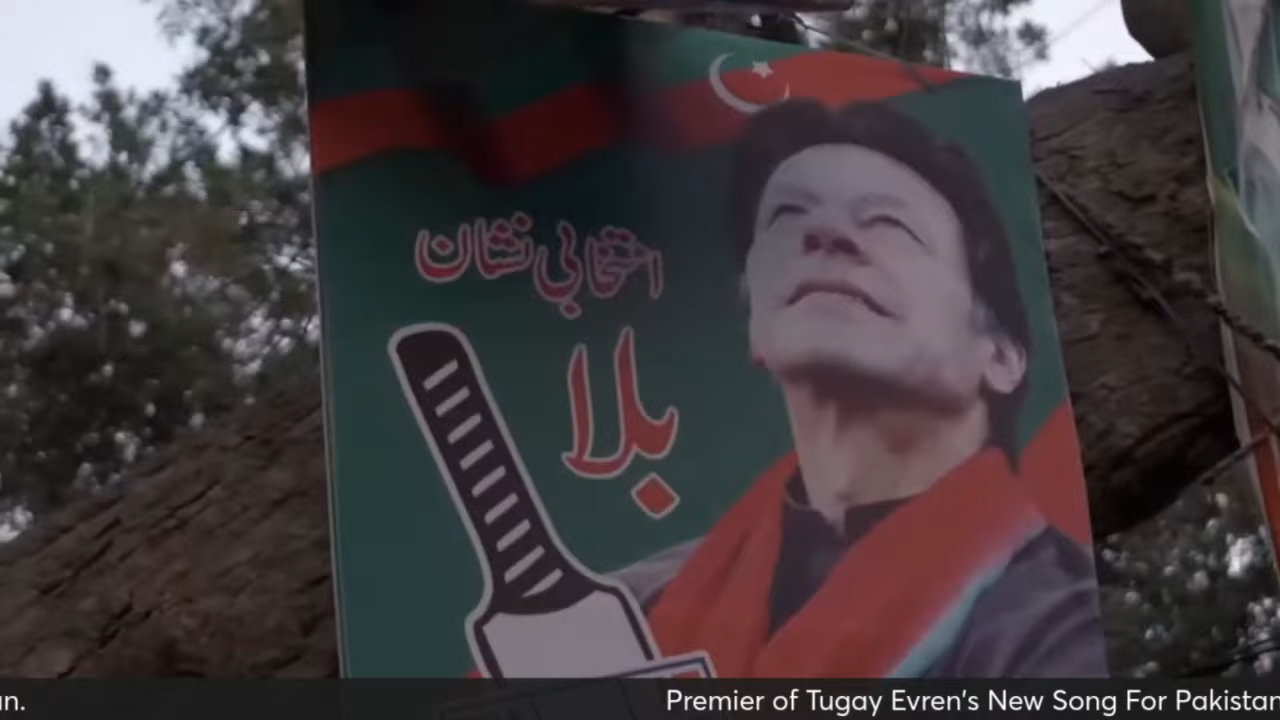 انتخابی نشان
بلا
an.
Premier of Tugay Evren's New Song For Pakistan